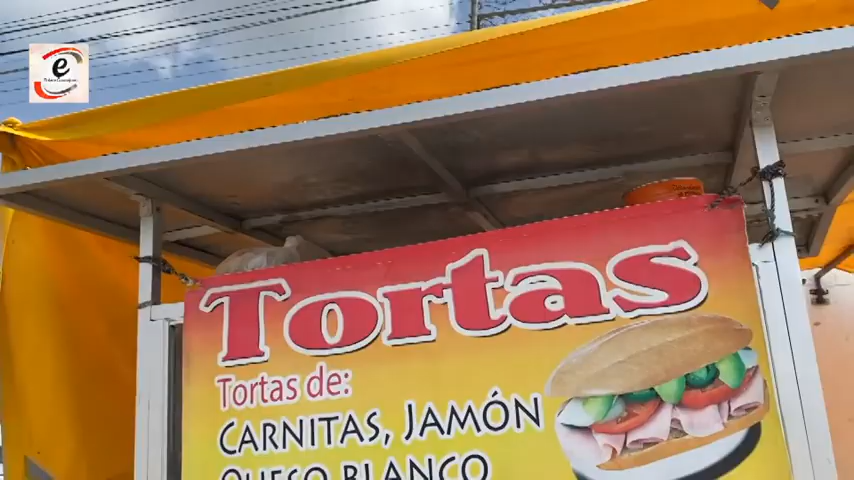 e
Tortas
Tortas de:
CARNITAS, JAMÓN
QUESO BLANCO